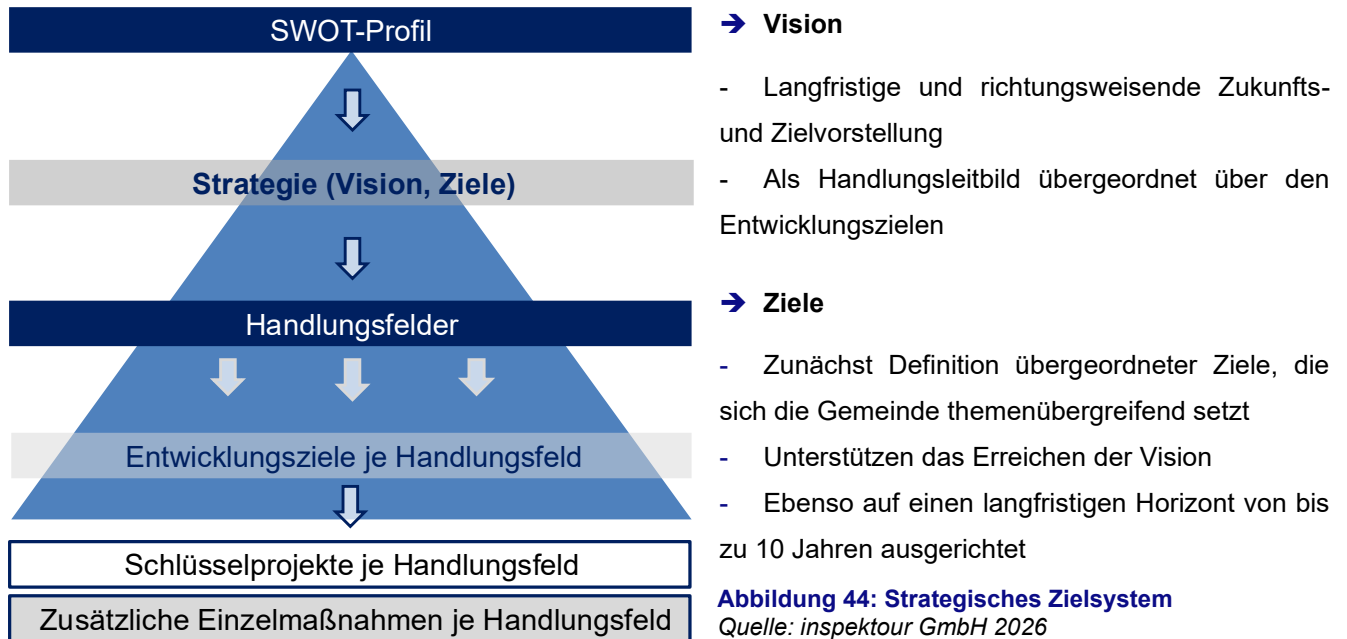 SWOT-Profil
Strategie (Vision, Ziele)
Handlungsfelder
Entwicklungsziele je Handlungsfeld
Schlüsselprojekte je Handlungsfeld
Zusätzliche Einzelmaßnahmen je Handlungsfeld
➔ Vision
- Langfristige und richtungsweisende Zukunfts-
und Zielvorstellung
- Als Handlungsleitbild übergeordnet über den
Entwicklungszielen
➔ Ziele
- Zunächst Definition übergeordneter Ziele, die
sich die Gemeinde themenübergreifend setzt
- Unterstützen das Erreichen der Vision
- Ebenso auf einen langfristigen Horizont von bis
zu 10 Jahren ausgerichtet
Abbildung 44: Strategisches Zielsystem
Quelle: inspektour GmbH 2026